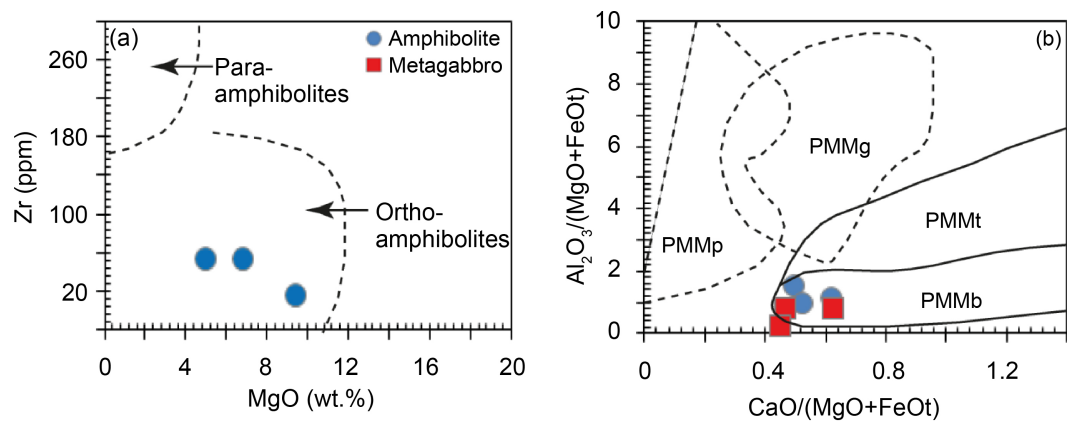 (a)
Amphibolite
Metagabbro
Para-
amphibolites
Ortho-
amphibolites
Zr (ppm)
260
180
100
20
0
4
8
12
16
20
MgO (wt.%)
(b)
PMMg
PMMt
PMMp
PMMb
Al₂O₃/(MgO+FeOt)
10
8
6
4
2
0
0
0.4
0.8
1.2
CaO/(MgO+FeOt)